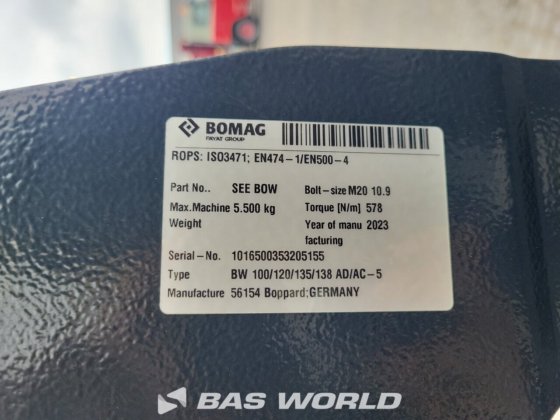 BOMAG
FAYAT GROUP
ROPS: ISO3471; EN474-1/EN500-4
Part No.. SEE BOW Bolt-size M20 10.9
Max.Machine 5.500 kg Torque [N/m] 578
Weight Year of manu 2023
facturing
Serial-No. 1016500353205155
Type BW 100/120/135/138 AD/AC-5
Manufacture 56154 Boppard;GERMANY
BAS WORLD